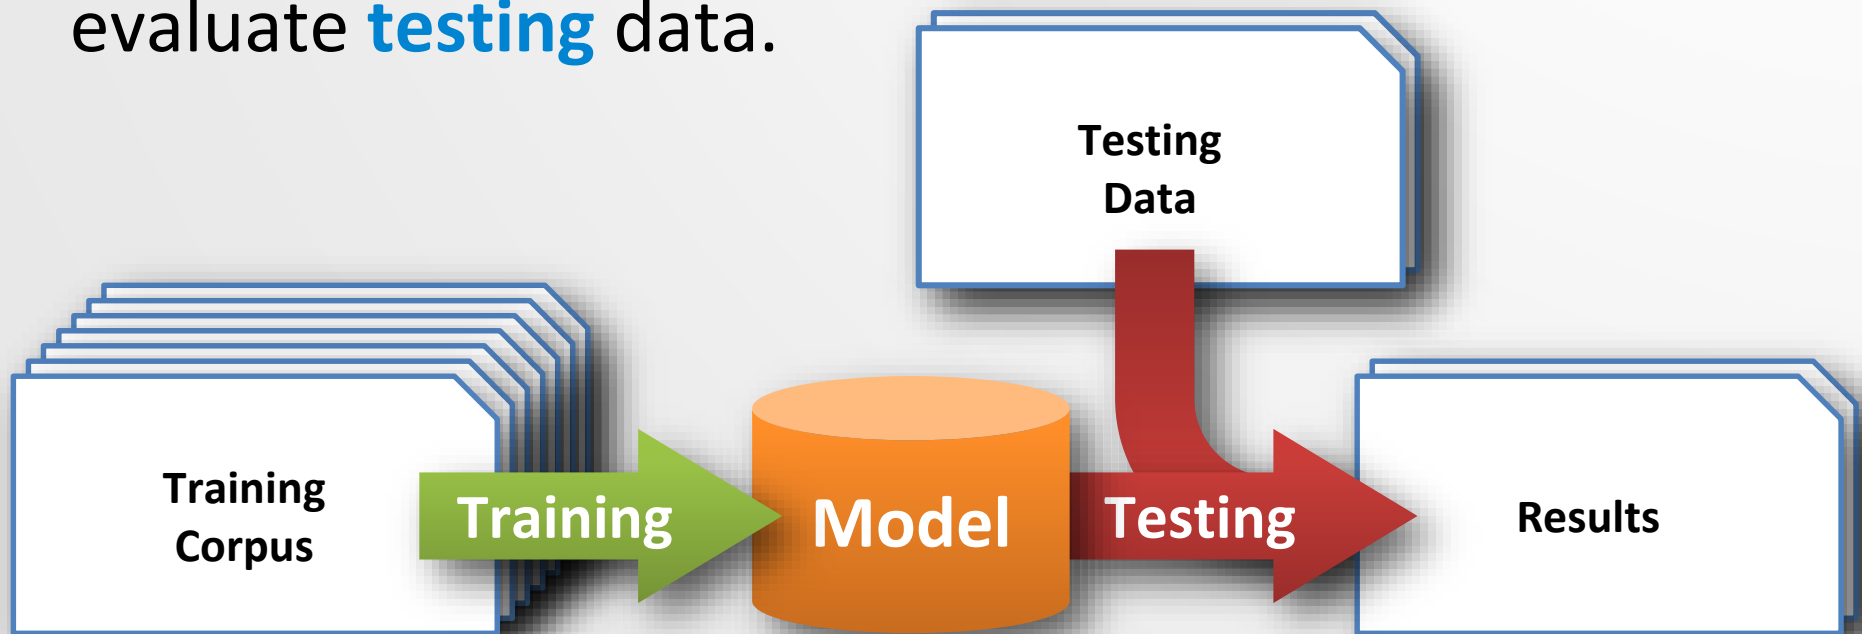 evaluate testing data.
Testing
Data
Training
Corpus
Training
Model
Testing
Results